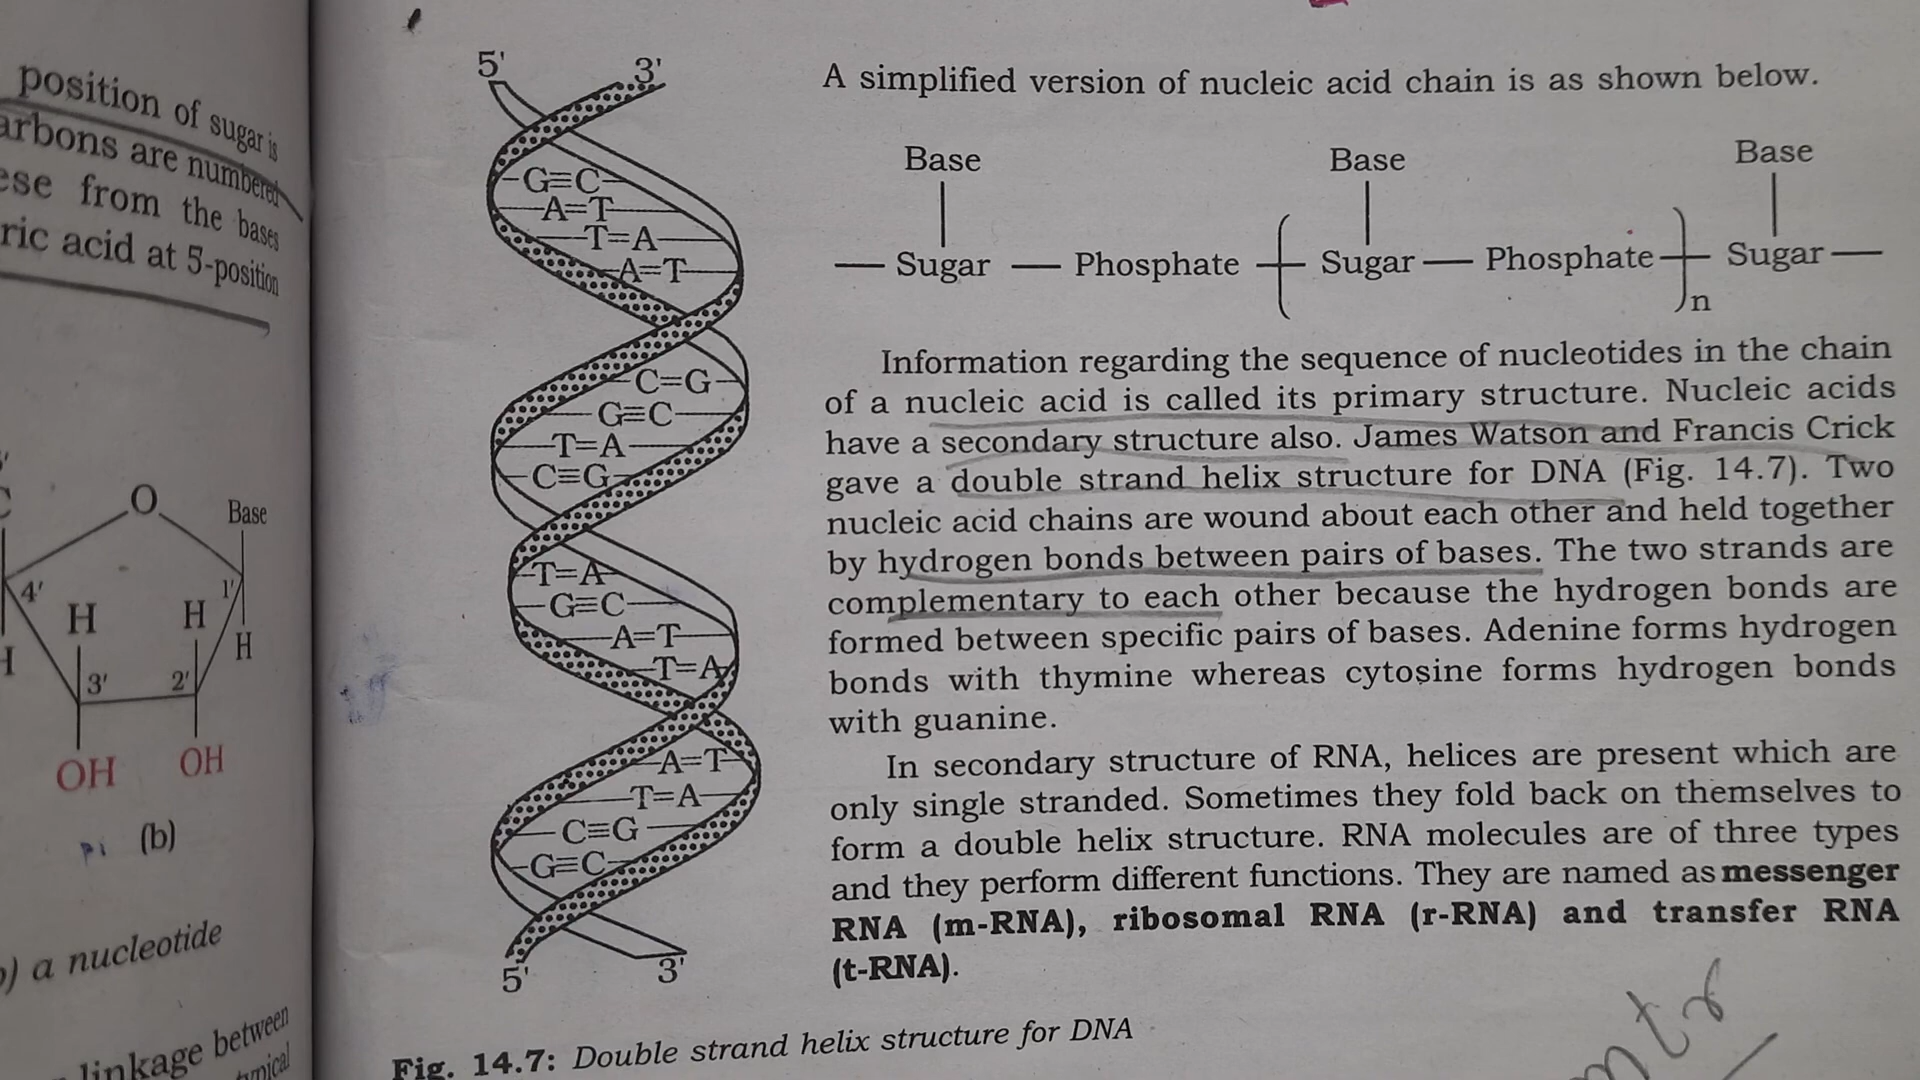 position of sugar is
arbons are numbered
ese from the bases
ric acid at 5-position
O
Base
4'
1'
H
H
H
3'
2'
OH
OH
(b)
) a nucleotide
linkage between
typical
5'
3'
G≡C
A=T
T=A
A=T
C=G
G≡C
T=A
C≡G
T=A
G≡C
A=T
T=A
A=T
T=A
C≡G
G≡C
5'
3'
Fig. 14.7: Double strand helix structure for DNA
A simplified version of nucleic acid chain is as shown below.
Base Base Base
— Sugar — Phosphate ( Sugar — Phosphate )n Sugar —
Information regarding the sequence of nucleotides in the chain
of a nucleic acid is called its primary structure. Nucleic acids
have a secondary structure also. James Watson and Francis Crick
gave a double strand helix structure for DNA (Fig. 14.7). Two
nucleic acid chains are wound about each other and held together
by hydrogen bonds between pairs of bases. The two strands are
complementary to each other because the hydrogen bonds are
formed between specific pairs of bases. Adenine forms hydrogen
bonds with thymine whereas cytosine forms hydrogen bonds
with guanine.
In secondary structure of RNA, helices are present which are
only single stranded. Sometimes they fold back on themselves to
form a double helix structure. RNA molecules are of three types
and they perform different functions. They are named as messenger
RNA (m-RNA), ribosomal RNA (r-RNA) and transfer RNA
(t-RNA).